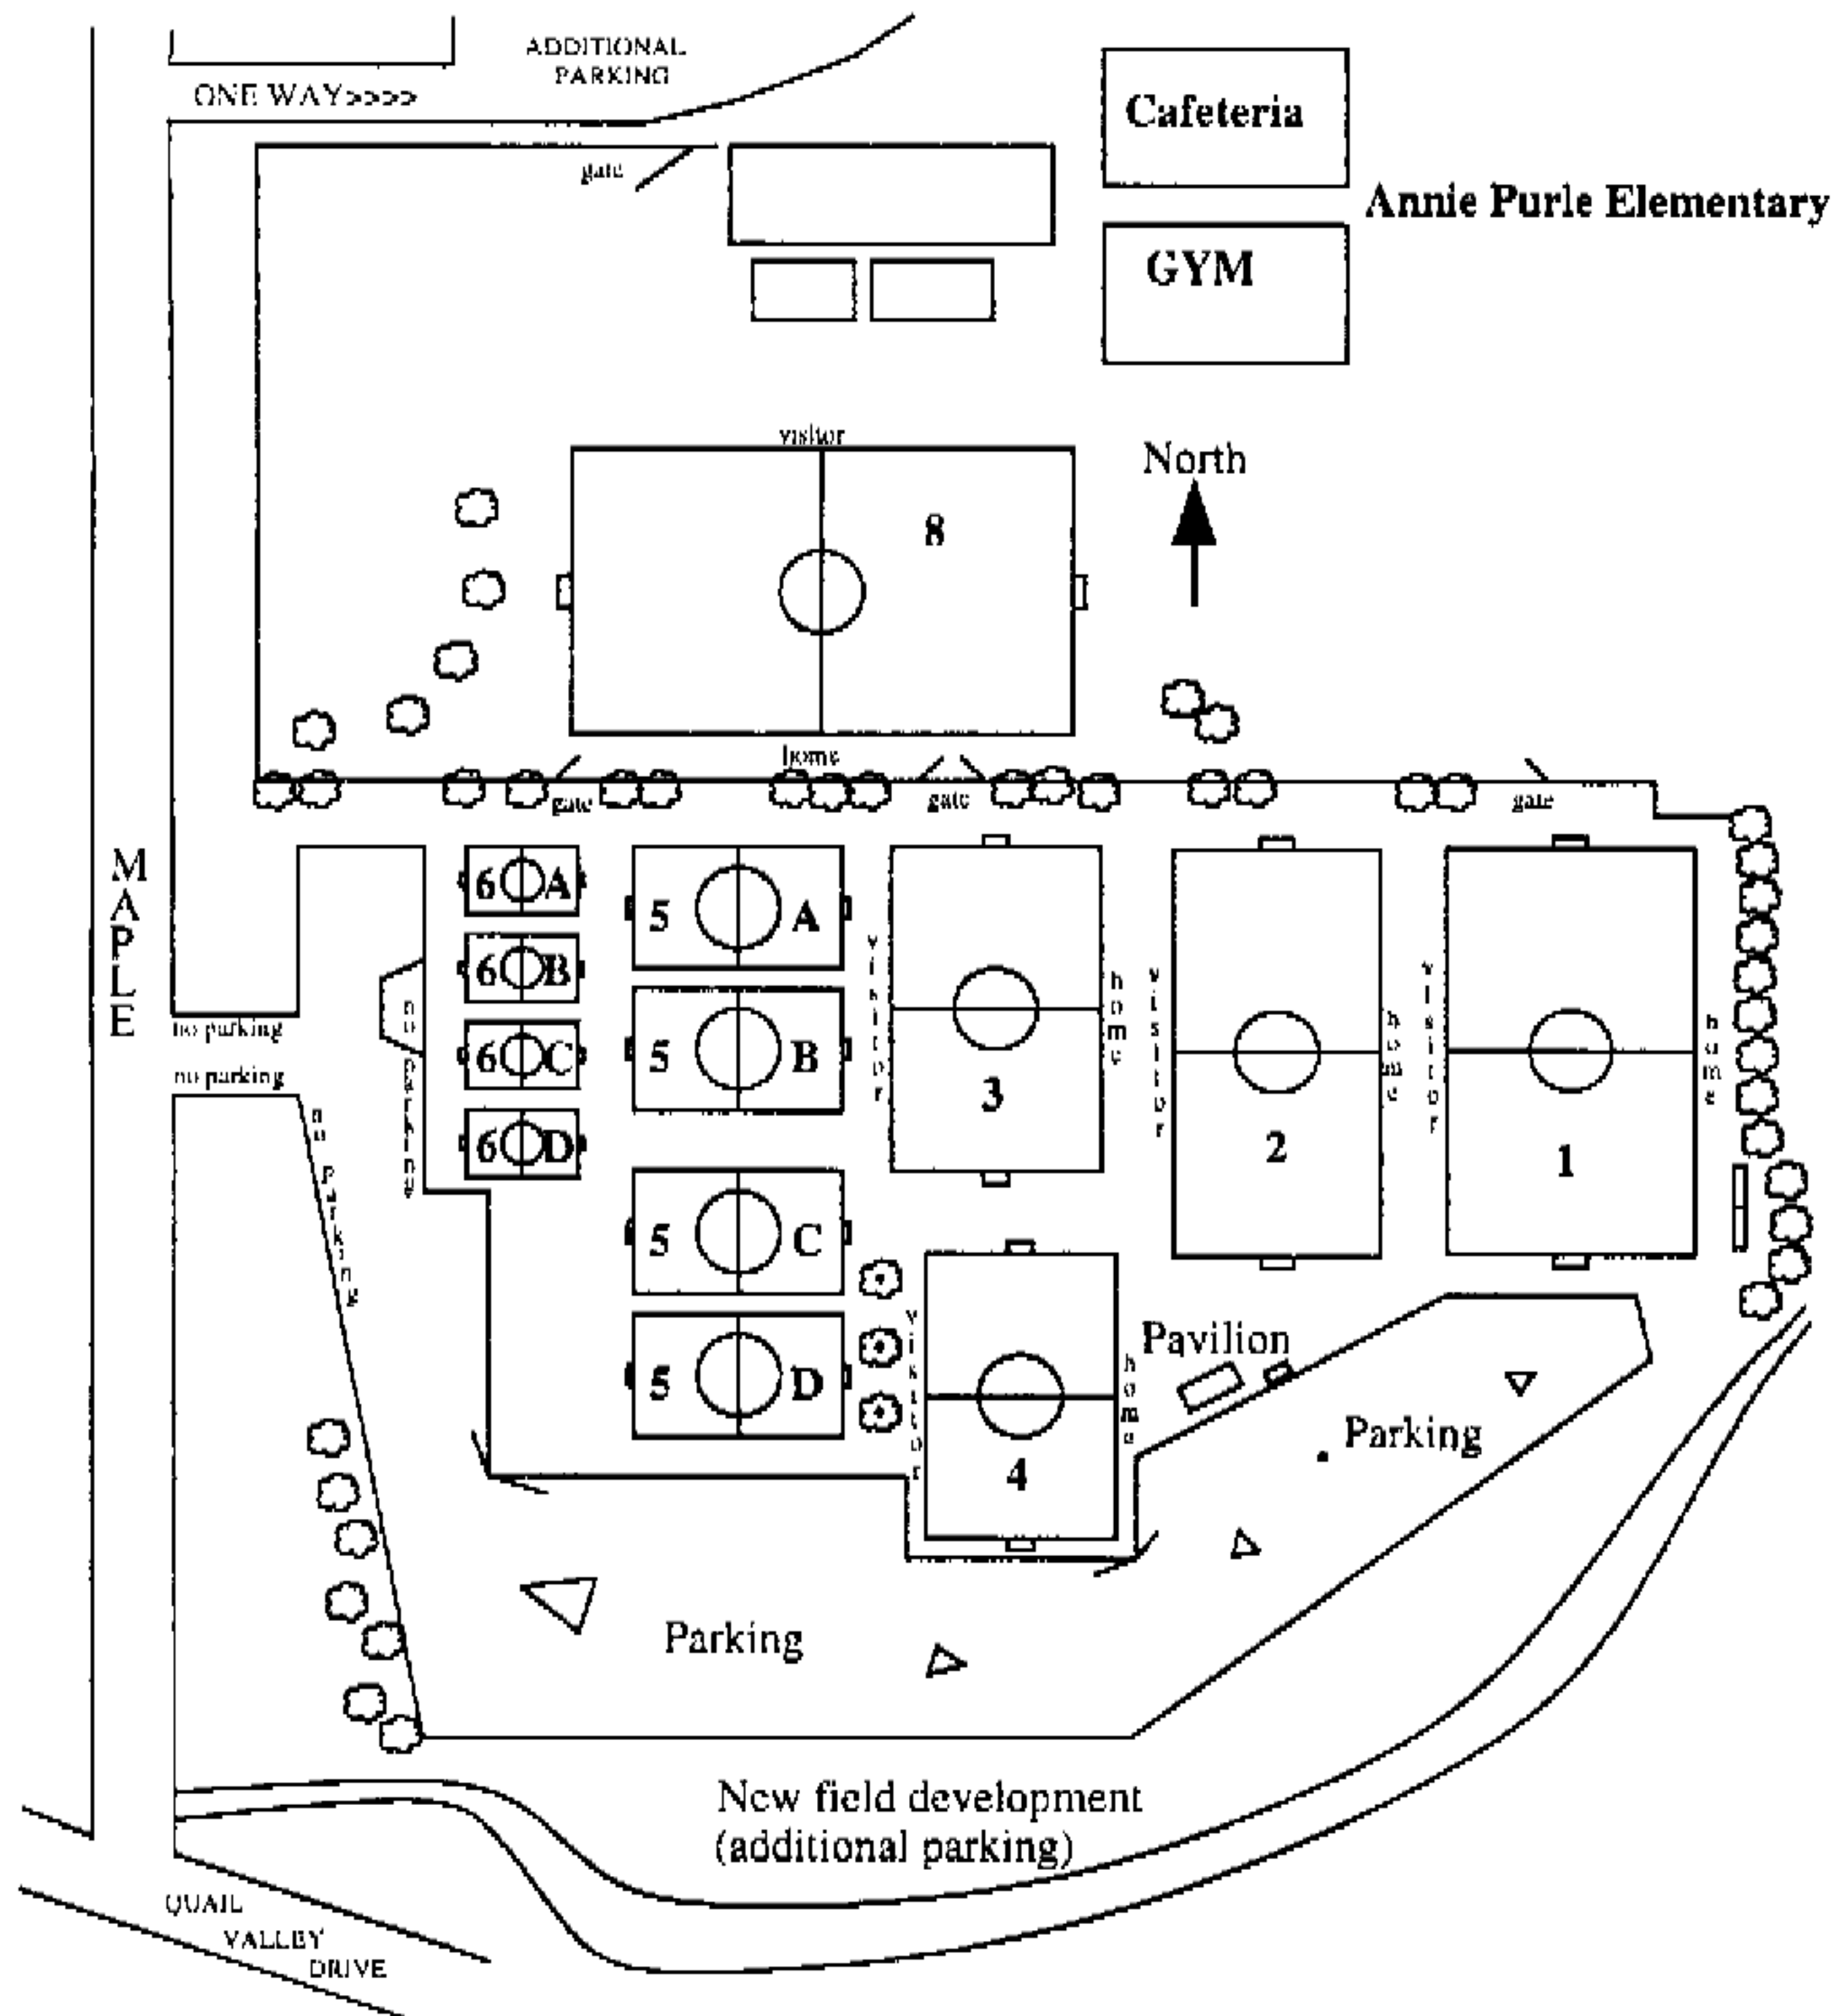 ADDITIONAL
PARKING
ONE WAY>>>>
Cafeteria
gate
Annie Purle Elementary
GYM
visitor
North
8
home
gate
gate
gate
MAPLE
6 A
5 A
6 B
5 B
6 C
6 D
5 C
5 D
visitor
home
3
visitor
home
2
visitor
home
1
no parking
no parking
no parking
no parking
visitor
home
4
Pavilion
Parking
Parking
New field development
(additional parking)
QUAIL
VALLEY
DRIVE